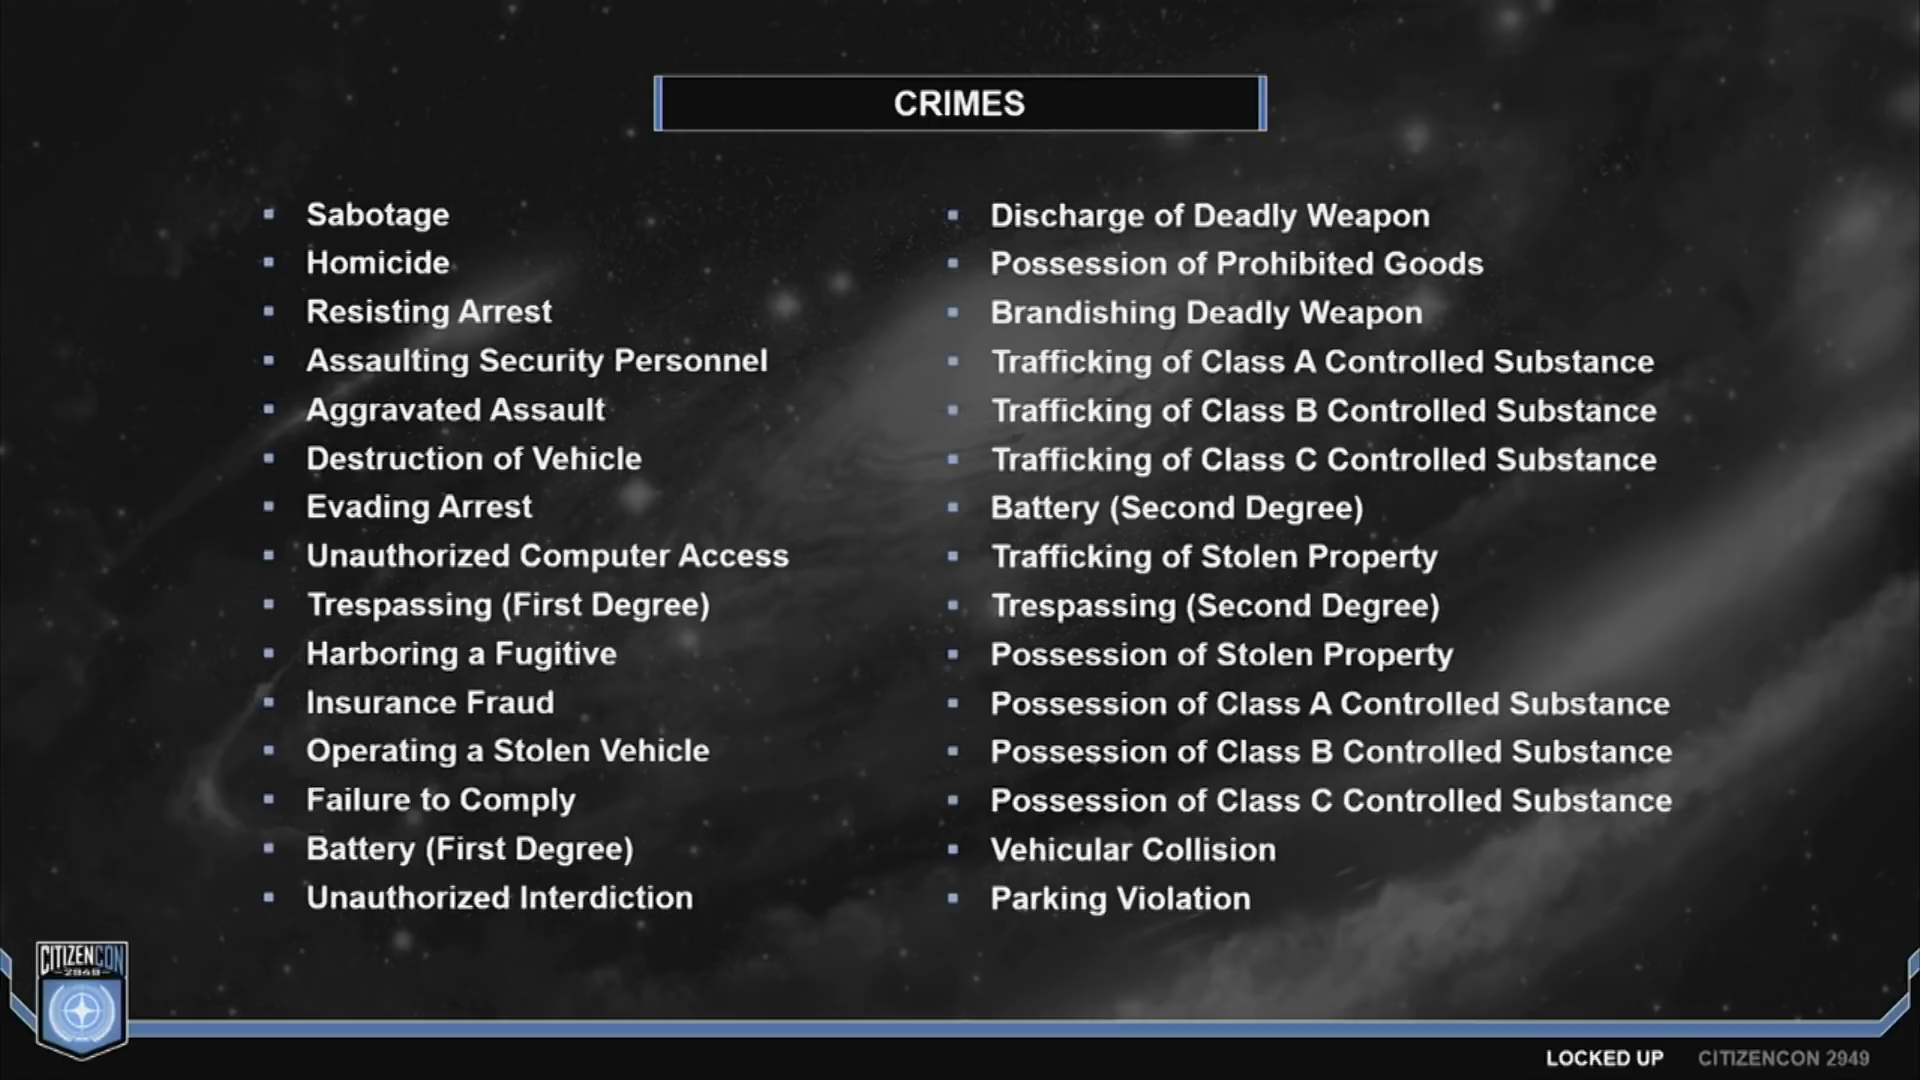 CRIMES
Sabotage
Homicide
Resisting Arrest
Assaulting Security Personnel
Aggravated Assault
Destruction of Vehicle
Evading Arrest
Unauthorized Computer Access
Trespassing (First Degree)
Harboring a Fugitive
Insurance Fraud
Operating a Stolen Vehicle
Failure to Comply
Battery (First Degree)
Unauthorized Interdiction
Discharge of Deadly Weapon
Possession of Prohibited Goods
Brandishing Deadly Weapon
Trafficking of Class A Controlled Substance
Trafficking of Class B Controlled Substance
Trafficking of Class C Controlled Substance
Battery (Second Degree)
Trafficking of Stolen Property
Trespassing (Second Degree)
Possession of Stolen Property
Possession of Class A Controlled Substance
Possession of Class B Controlled Substance
Possession of Class C Controlled Substance
Vehicular Collision
Parking Violation
CITIZENCON
2949
LOCKED UP CITIZENCON 2949